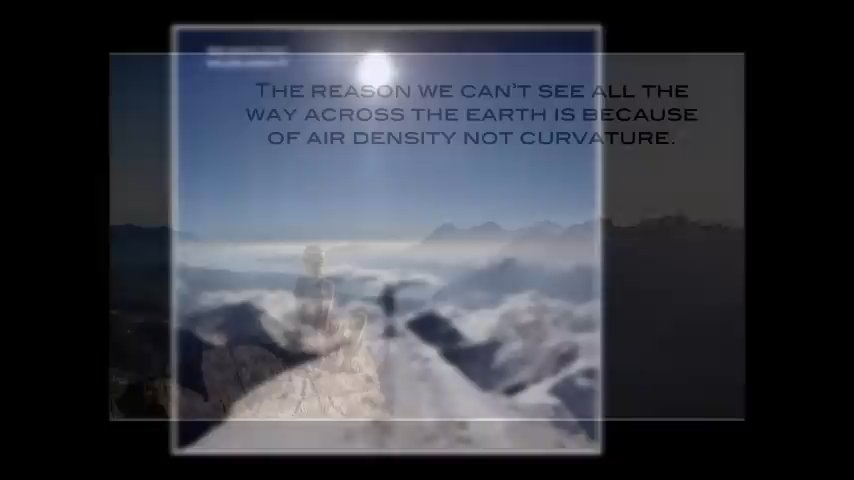 THE REASON WE CAN'T SEE ALL THE
WAY ACROSS THE EARTH IS BECAUSE
OF AIR DENSITY NOT CURVATURE.